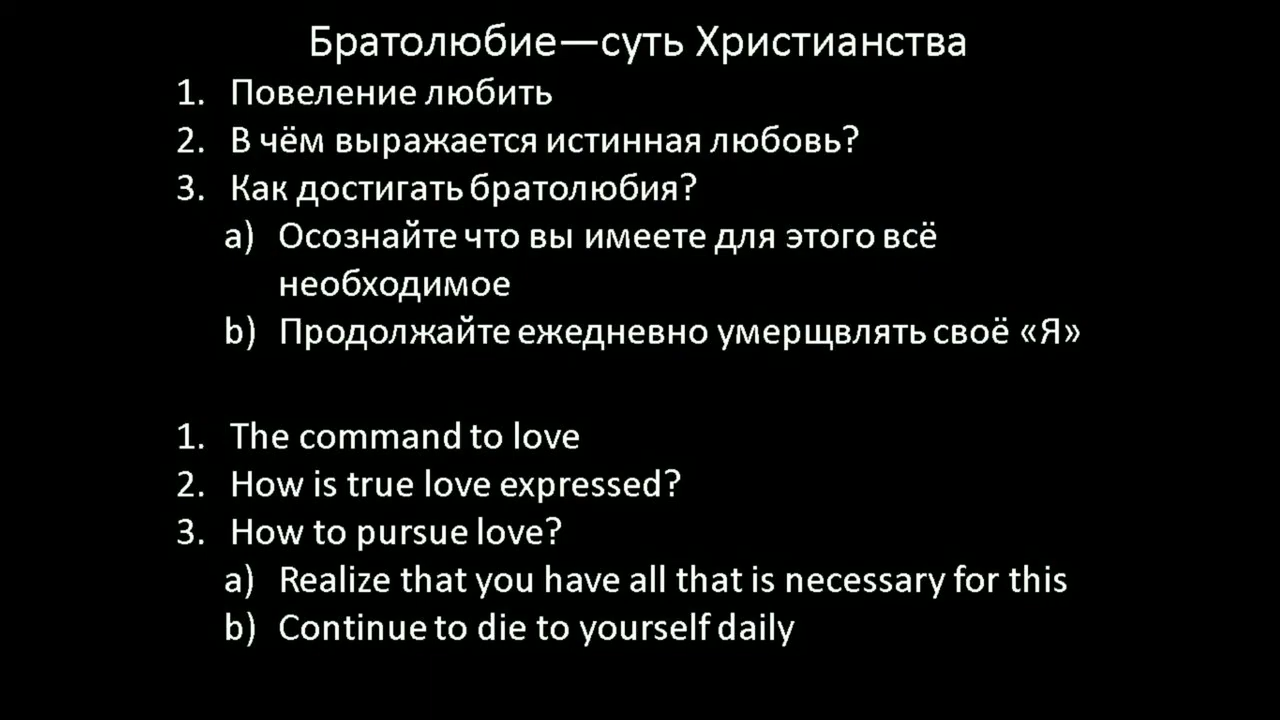 Братолюбие—суть Христианства
1. Повеление любить
2. В чём выражается истинная любовь?
3. Как достигать братолюбия?
a) Осознайте что вы имеете для этого всё
необходимое
b) Продолжайте ежедневно умерщвлять своё «Я»
1. The command to love
2. How is true love expressed?
3. How to pursue love?
a) Realize that you have all that is necessary for this
b) Continue to die to yourself daily